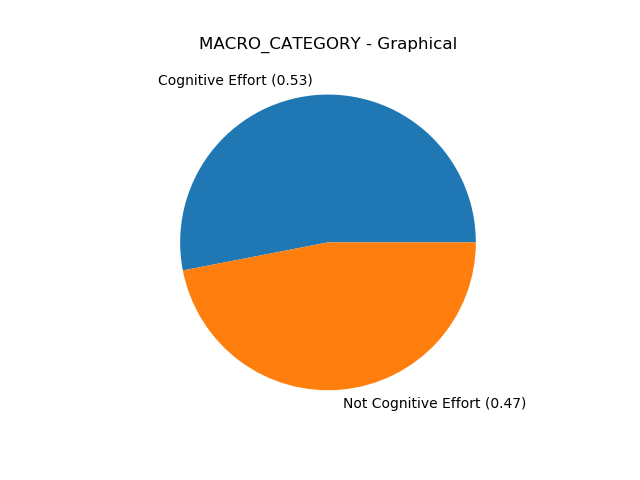 MACRO_CATEGORY - Graphical
Cognitive Effort (0.53)
Not Cognitive Effort (0.47)